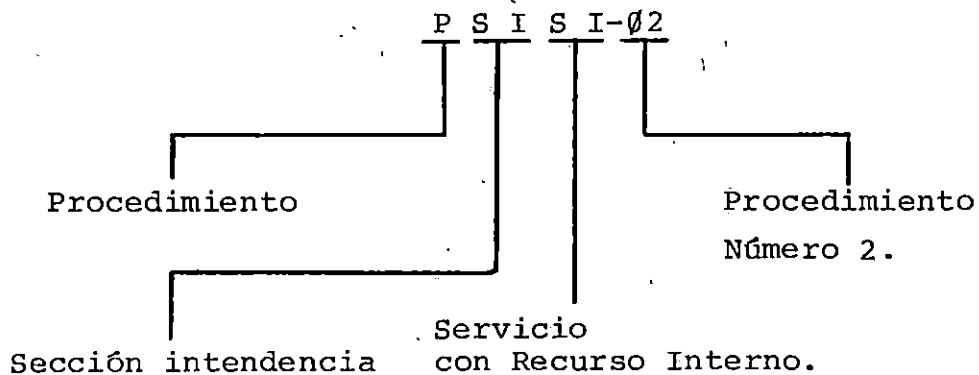 P S I S I-Ø2
Procedimiento
Procedimiento
Número 2.
Servicio
Sección intendencia con Recurso Interno.